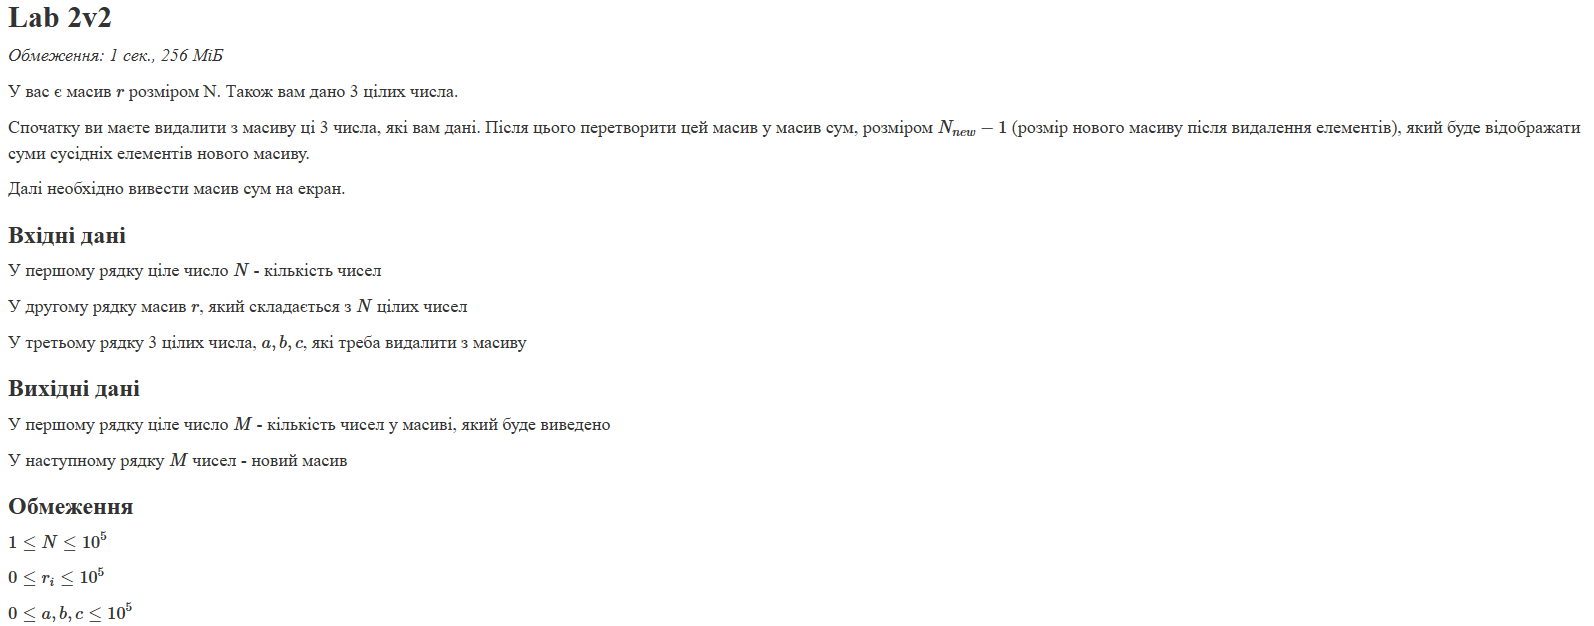 Lab 2v2
Обмеження: 1 сек., 256 МіБ
У вас є масив r розміром N. Також вам дано 3 цілих числа.
Спочатку ви маєте видалити з масиву ці 3 числа, які вам дані. Після цього перетворити цей масив у масив сум, розміром N_{new} − 1 (розмір нового масиву після видалення елементів), який буде відображати
суми сусідніх елементів нового масиву.
Далі необхідно вивести масив сум на екран.
Вхідні дані
У першому рядку ціле число N - кількість чисел
У другому рядку масив r, який складається з N цілих чисел
У третьому рядку 3 цілих числа, a, b, c, які треба видалити з масиву
Вихідні дані
У першому рядку ціле число M - кількість чисел у масиві, який буде виведено
У наступному рядку M чисел - новий масив
Обмеження
1 ≤ N ≤ 10^5
0 ≤ r_i ≤ 10^5
0 ≤ a, b, c ≤ 10^5